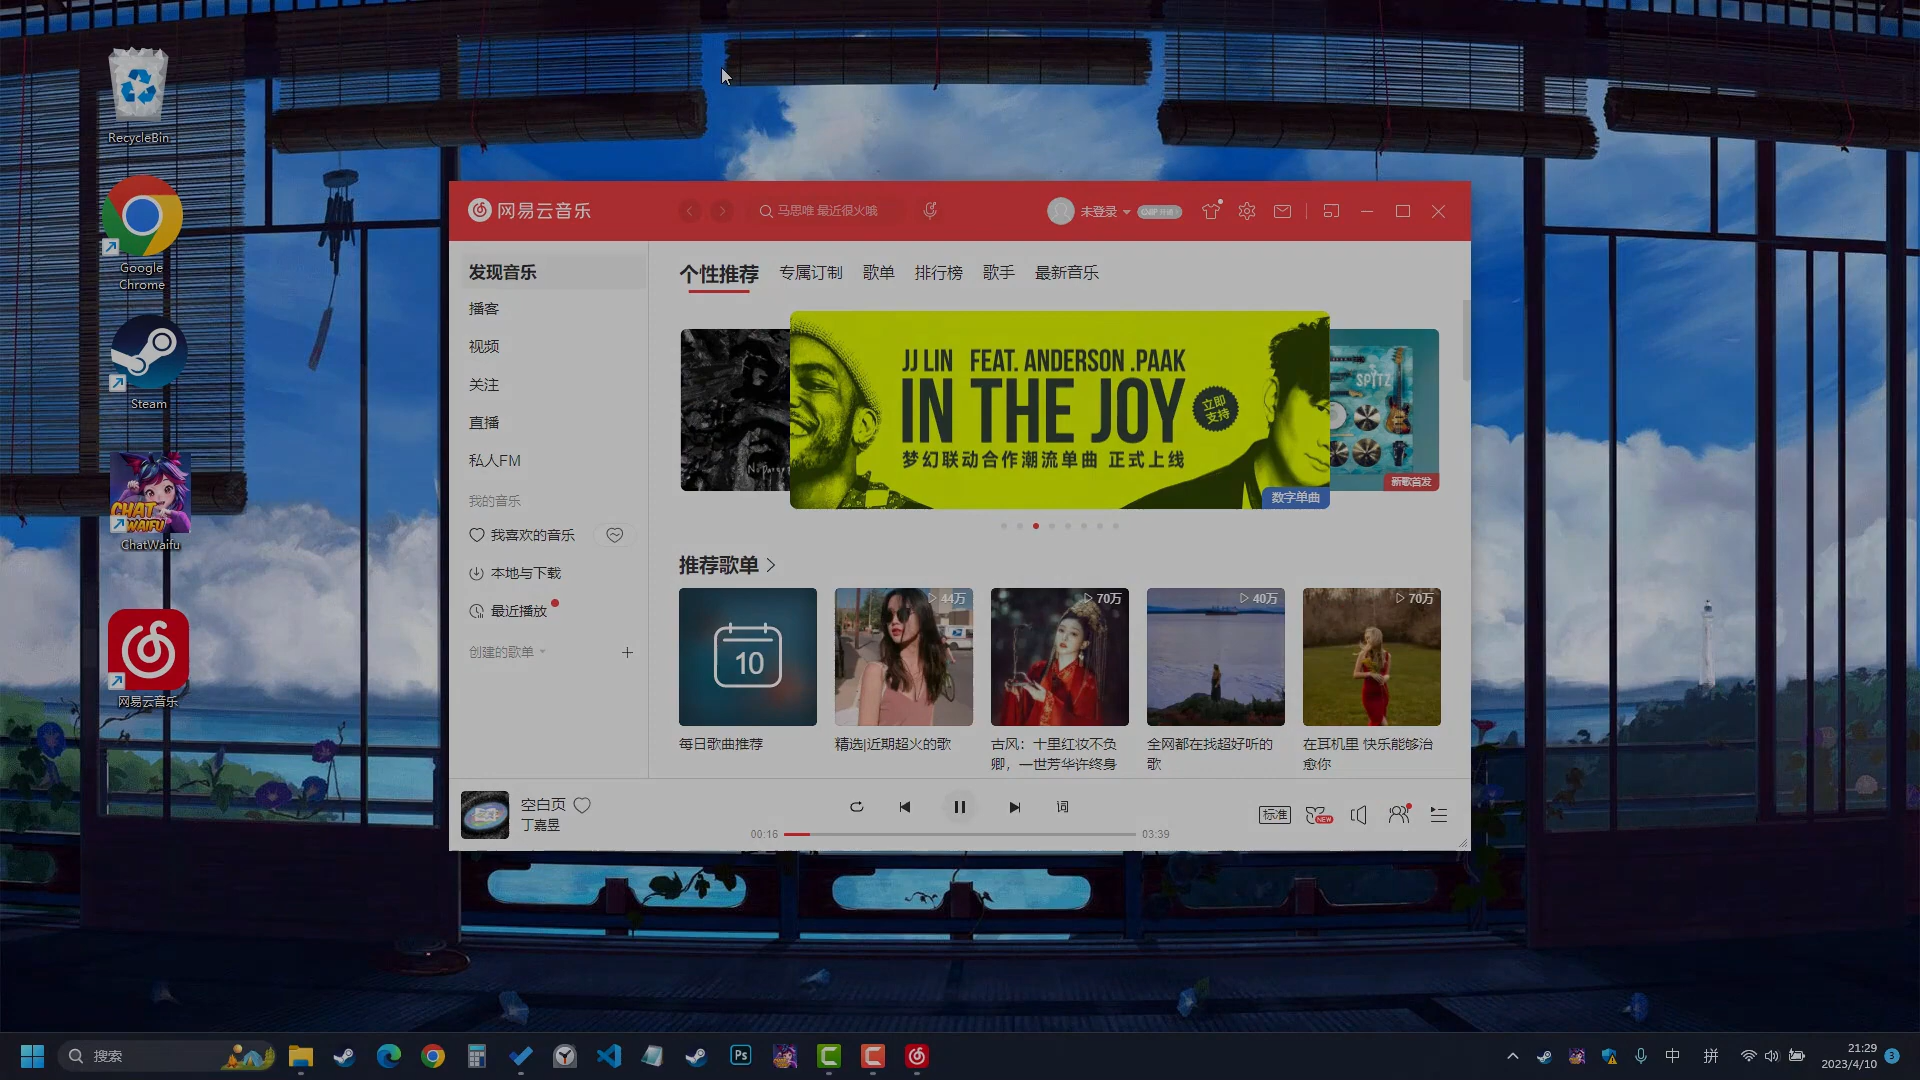 RecycleBin
Google
Chrome
Steam
CHAT
WAIFU
ChatWaifu
网易云音乐
网易云音乐
马思唯 最近很火哦
未登录
发现音乐
播客
视频
关注
直播
私人FM
我的音乐
我喜欢的音乐
本地与下载
最近播放
创建的歌单
个性推荐 专属订制 歌单 排行榜 歌手 最新音乐
JJ LIN FEAT. ANDERSON .PAAK
IN THE JOY
立即
支持
梦幻联动合作潮流单曲 正式上线
数字单曲
SPITZ
新歌首发
推荐歌单
10
44万
70万
40万
70万
每日歌曲推荐
精选|近期超火的歌
古风：十里红妆不负
卿，一世芳华许终身
全网都在找超好听的
歌
在耳机里 快乐能够治
愈你
空白页
丁嘉昱
词
00:16
03:39
标准
NEW
搜索
Ps
中
拼
21:29
2023/4/10
3